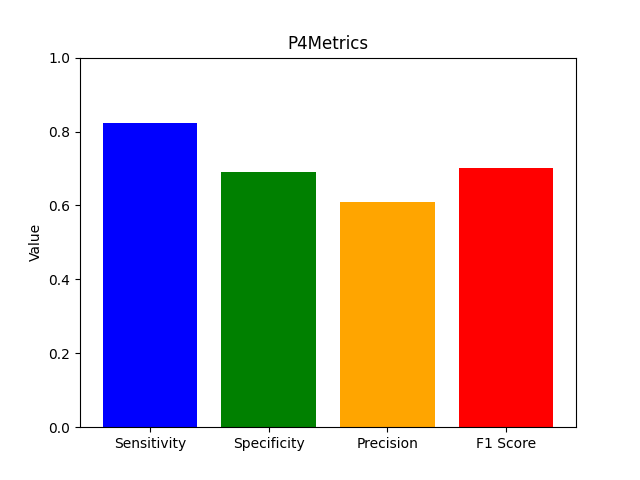 P4Metrics
1.0
0.8
0.6
0.4
0.2
0.0
Value
Sensitivity
Specificity
Precision
F1 Score